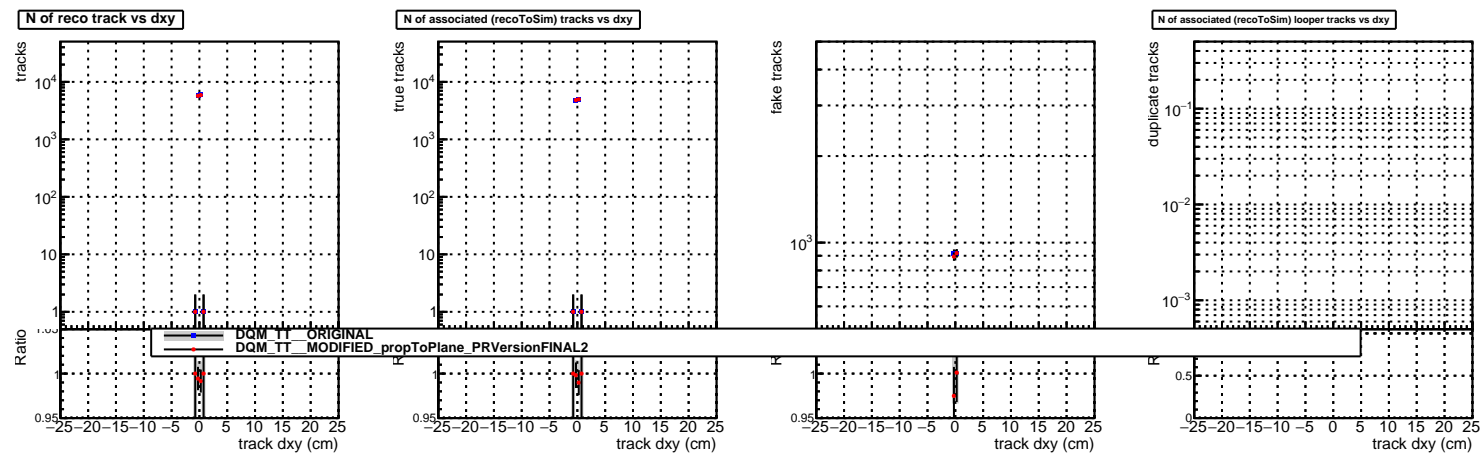 N of reco track vs dxy
tracks
10⁴
10³
10²
10
1
Ratio
1
0.95
−25 −20 −15 −10 −5 0 5 10 15 20 25
track dxy (cm)
N of associated (recoToSim) tracks vs dxy
true tracks
10⁴
10³
10²
10
1
1
0.95
−25 −20 −15 −10 −5 0 5 10 15 20 25
track dxy (cm)
fake tracks
10³
1
0.95
−25 −20 −15 −10 −5 0 5 10 15 20 25
track dxy (cm)
N of associated (recoToSim) looper tracks vs dxy
duplicate tracks
10⁻¹
10⁻²
10⁻³
0.5
0
−25 −20 −15 −10 −5 0 5 10 15 20 25
track dxy (cm)
DQM_TT__ORIGINAL
DQM_TT__MODIFIED_propToPlane_PRVersionFINAL2